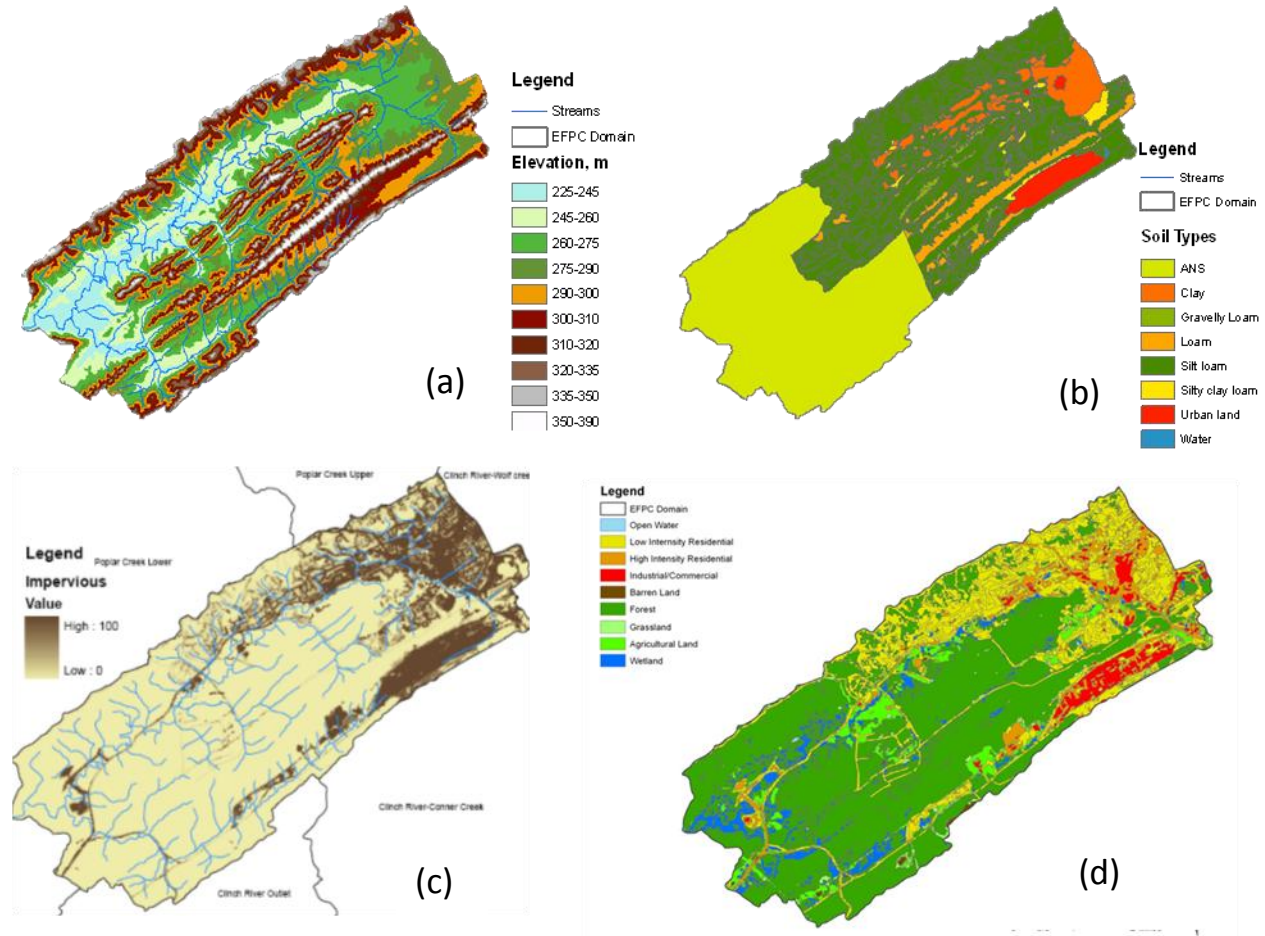 Legend
Streams
EFPC Domain
Elevation, m
225-245
245-260
260-275
275-290
290-300
300-310
310-320
320-335
335-350
350-390
(a)
Legend
Streams
EFPC Domain
Soil Types
ANS
Clay
Gravelly Loam
Loam
Silt loam
Silty clay loam
Urban land
Water
(b)
Poplar Creek Upper
Clinch River-Wolf cree
Legend
Poplar Creek Lower
Impervious
Value
High : 100
Low : 0
Clinch River-Conner Creek
Clinch River Outlet
(c)
Legend
EFPC Domain
Open Water
Low Internsity Residential
High Intensity Residential
Industrial/Commercial
Barren Land
Forest
Grassland
Agricultural Land
Wetland
(d)